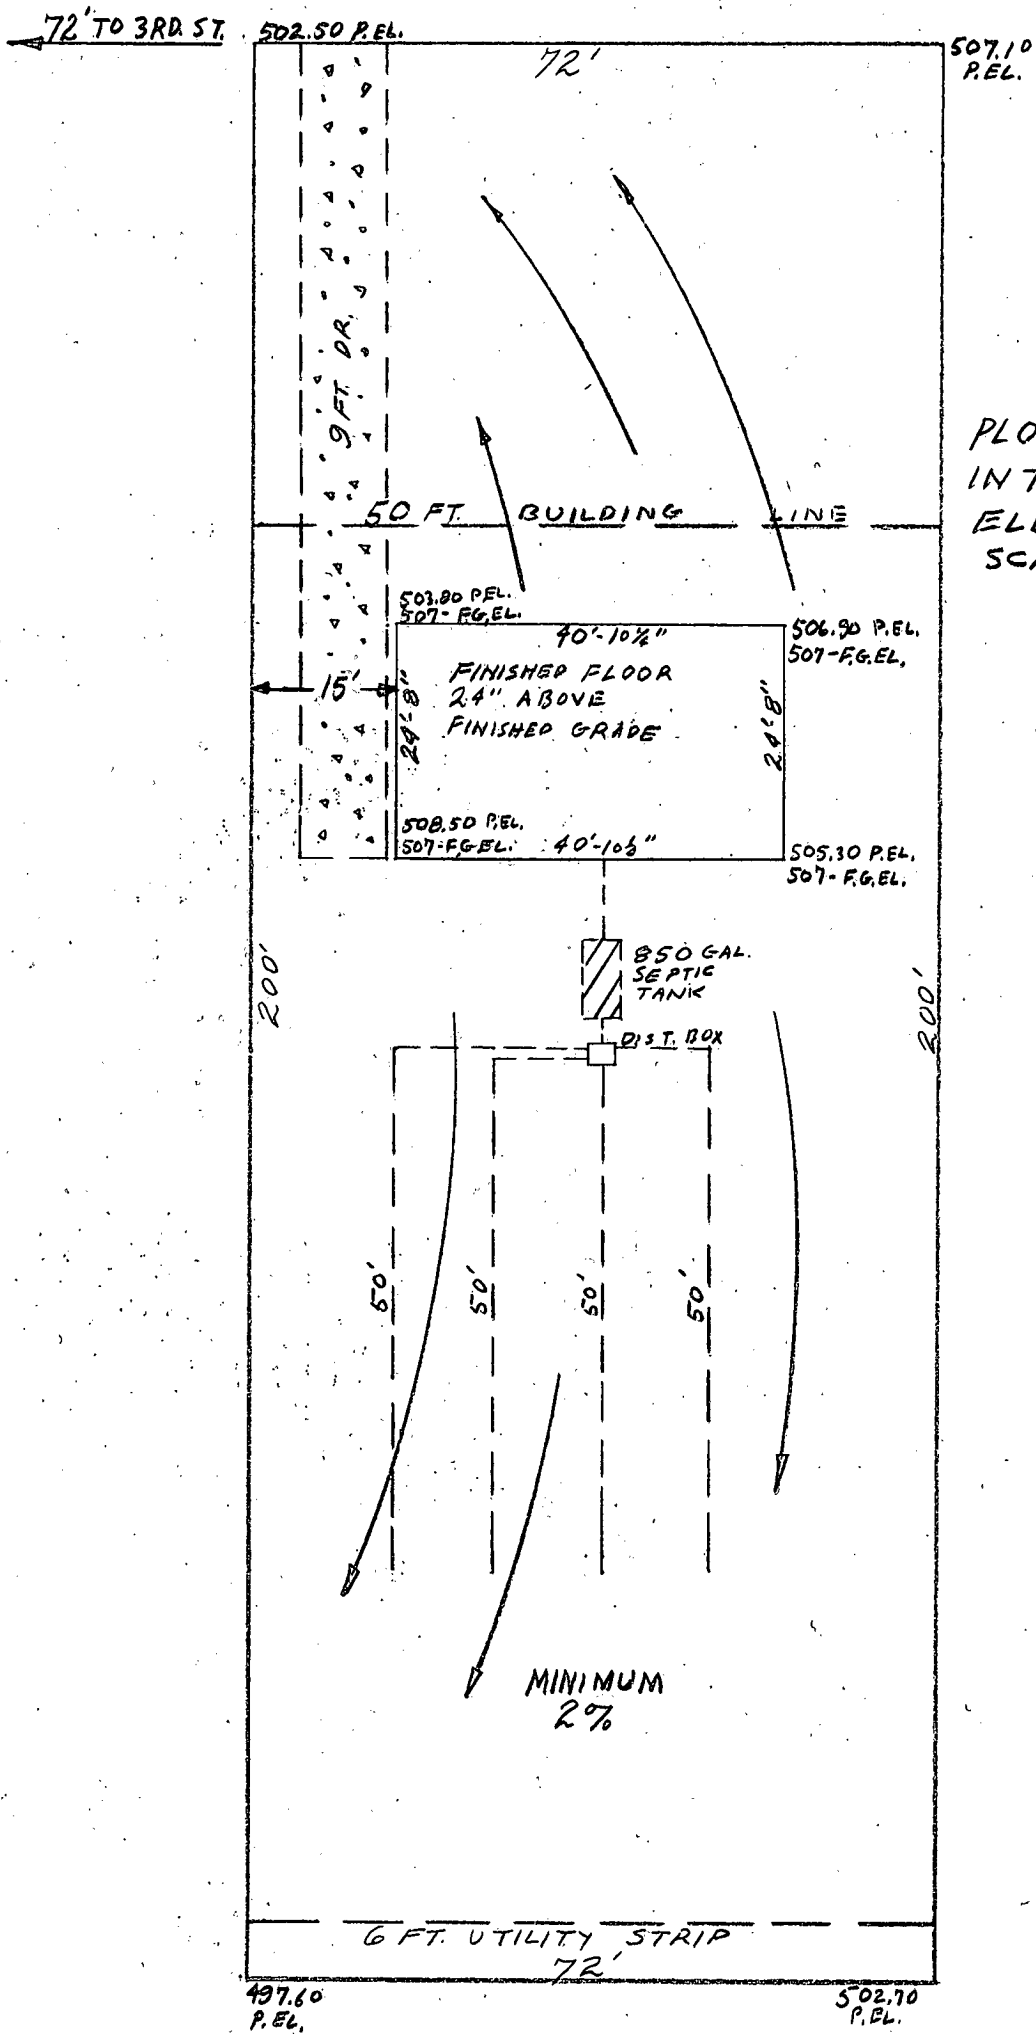 72' TO 3RD. ST.
502.50 P.EL.
507.10
P.EL.
72'
9 FT. DR.
50 FT. BUILDING LINE
503.80 P.EL.
507- F.G.EL.
40'-10½"
506.90 P.EL.
507-F.G.EL.
15'
24'-8"
FINISHED FLOOR
24" ABOVE
FINISHED GRADE
24'-8"
508.50 P.EL.
507-F.G.EL.
40'-10½"
505.30 P.EL.
507- F.G.EL.
200'
850 GAL.
SEPTIC
TANK
200'
DIST. BOX
50'
50'
50'
50'
MINIMUM
2%
6 FT. UTILITY STRIP
72'
497.60
P.EL.
502.70
P.EL.